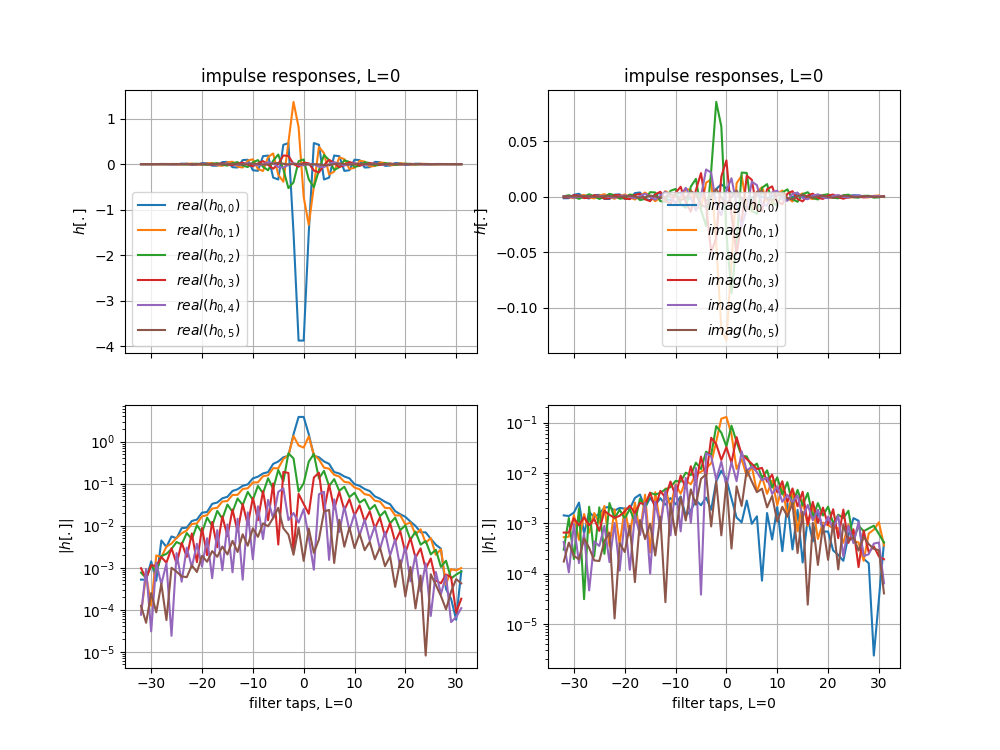 impulse responses, L=0
1
0
−1
−2
−3
−4
h[.]
real(h0,0)
real(h0,1)
real(h0,2)
real(h0,3)
real(h0,4)
real(h0,5)
impulse responses, L=0
0.05
0.00
−0.05
−0.10
h[.]
imag(h0,0)
imag(h0,1)
imag(h0,2)
imag(h0,3)
imag(h0,4)
imag(h0,5)
10⁰
10⁻¹
10⁻²
10⁻³
10⁻⁴
10⁻⁵
|h[.]|
−30 −20 −10 0 10 20 30
filter taps, L=0
10⁻¹
10⁻²
10⁻³
10⁻⁴
10⁻⁵
|h[.]|
−30 −20 −10 0 10 20 30
filter taps, L=0